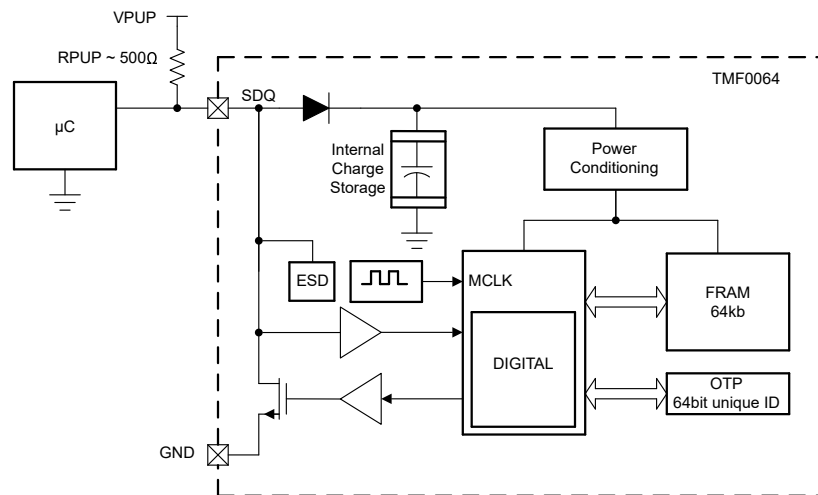 VPUP
RPUP ~ 500Ω
TMF0064
SDQ
µC
Internal
Charge
Storage
Power
Conditioning
ESD
MCLK
FRAM
64kb
DIGITAL
OTP
64bit unique ID
GND